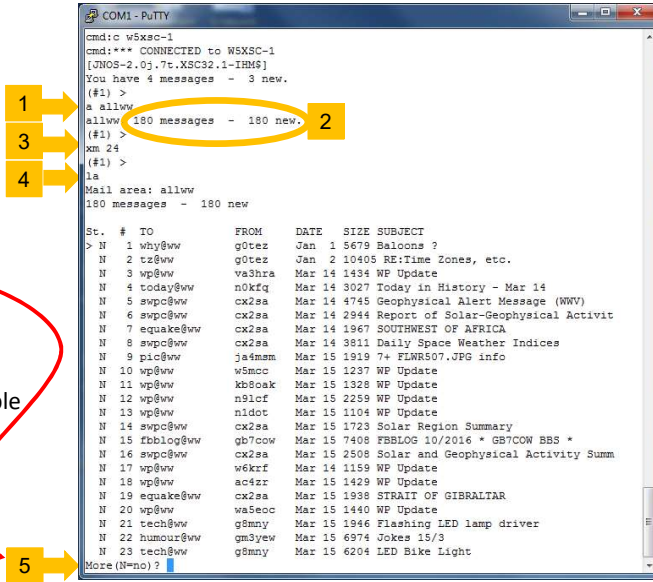 COM1 - PuTTY
cmd:c w5xsc-1
cmd:*** CONNECTED to W5XSC-1
[JNOS-2.0j.7t.XSC32.1-IHM$]
You have 4 messages - 3 new.
(#1) >
1
a allww
allww 180 messages - 180 new.
2
(#1) >
3
xm 24
(#1) >
4
la
Mail area: allww
180 messages - 180 new
St. # TO FROM DATE SIZE SUBJECT
> N 1 why@ww g0tez Jan 1 5679 Baloons ?
N 2 tz@ww g0tez Jan 2 10405 RE:Time Zones, etc.
N 3 wp@ww va3hra Mar 14 1434 WP Update
N 4 today@ww n0kfq Mar 14 3027 Today in History - Mar 14
N 5 swpc@ww cx2sa Mar 14 4745 Geophysical Alert Message (WWV)
N 6 swpc@ww cx2sa Mar 14 2944 Report of Solar-Geophysical Activit
N 7 equake@ww cx2sa Mar 14 1967 SOUTHWEST OF AFRICA
N 8 swpc@ww cx2sa Mar 14 3811 Daily Space Weather Indices
N 9 pic@ww ja4msm Mar 15 1919 7+ FLWR507.JPG info
N 10 wp@ww w5mcc Mar 15 1237 WP Update
N 11 wp@ww kb8oak Mar 15 1328 WP Update
N 12 wp@ww n9lcf Mar 15 2259 WP Update
N 13 wp@ww n1dot Mar 15 1104 WP Update
N 14 swpc@ww cx2sa Mar 15 1723 Solar Region Summary
N 15 fbblog@ww gb7cow Mar 15 7408 FBBLOG 10/2016 * GB7COW BBS *
N 16 swpc@ww cx2sa Mar 15 2508 Solar and Geophysical Activity Summ
N 17 wp@ww w6krf Mar 14 1159 WP Update
N 18 wp@ww ac4zr Mar 15 1429 WP Update
N 19 equake@ww cx2sa Mar 15 1938 STRAIT OF GIBRALTAR
N 20 wp@ww wa5eoc Mar 15 1440 WP Update
N 21 tech@ww g8mny Mar 15 1946 Flashing LED lamp driver
N 22 humour@ww gm3yew Mar 15 6974 Jokes 15/3
N 23 tech@ww g8mny Mar 15 6204 LED Bike Light
5
More(N=no)?